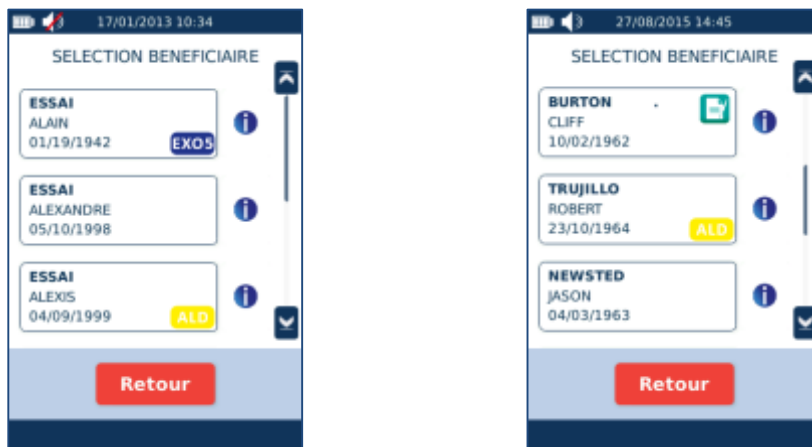 17/01/2013 10:34
SELECTION BENEFICIAIRE
ESSAI
ALAIN
01/19/1942
EXO5
ESSAI
ALEXANDRE
05/10/1998
ESSAI
ALEXIS
04/09/1999
ALD
Retour
27/08/2015 14:45
SELECTION BENEFICIAIRE
BURTON
CLIFF
10/02/1962
TRUJILLO
ROBERT
23/10/1964
ALD
NEWSTED
JASON
04/03/1963
Retour